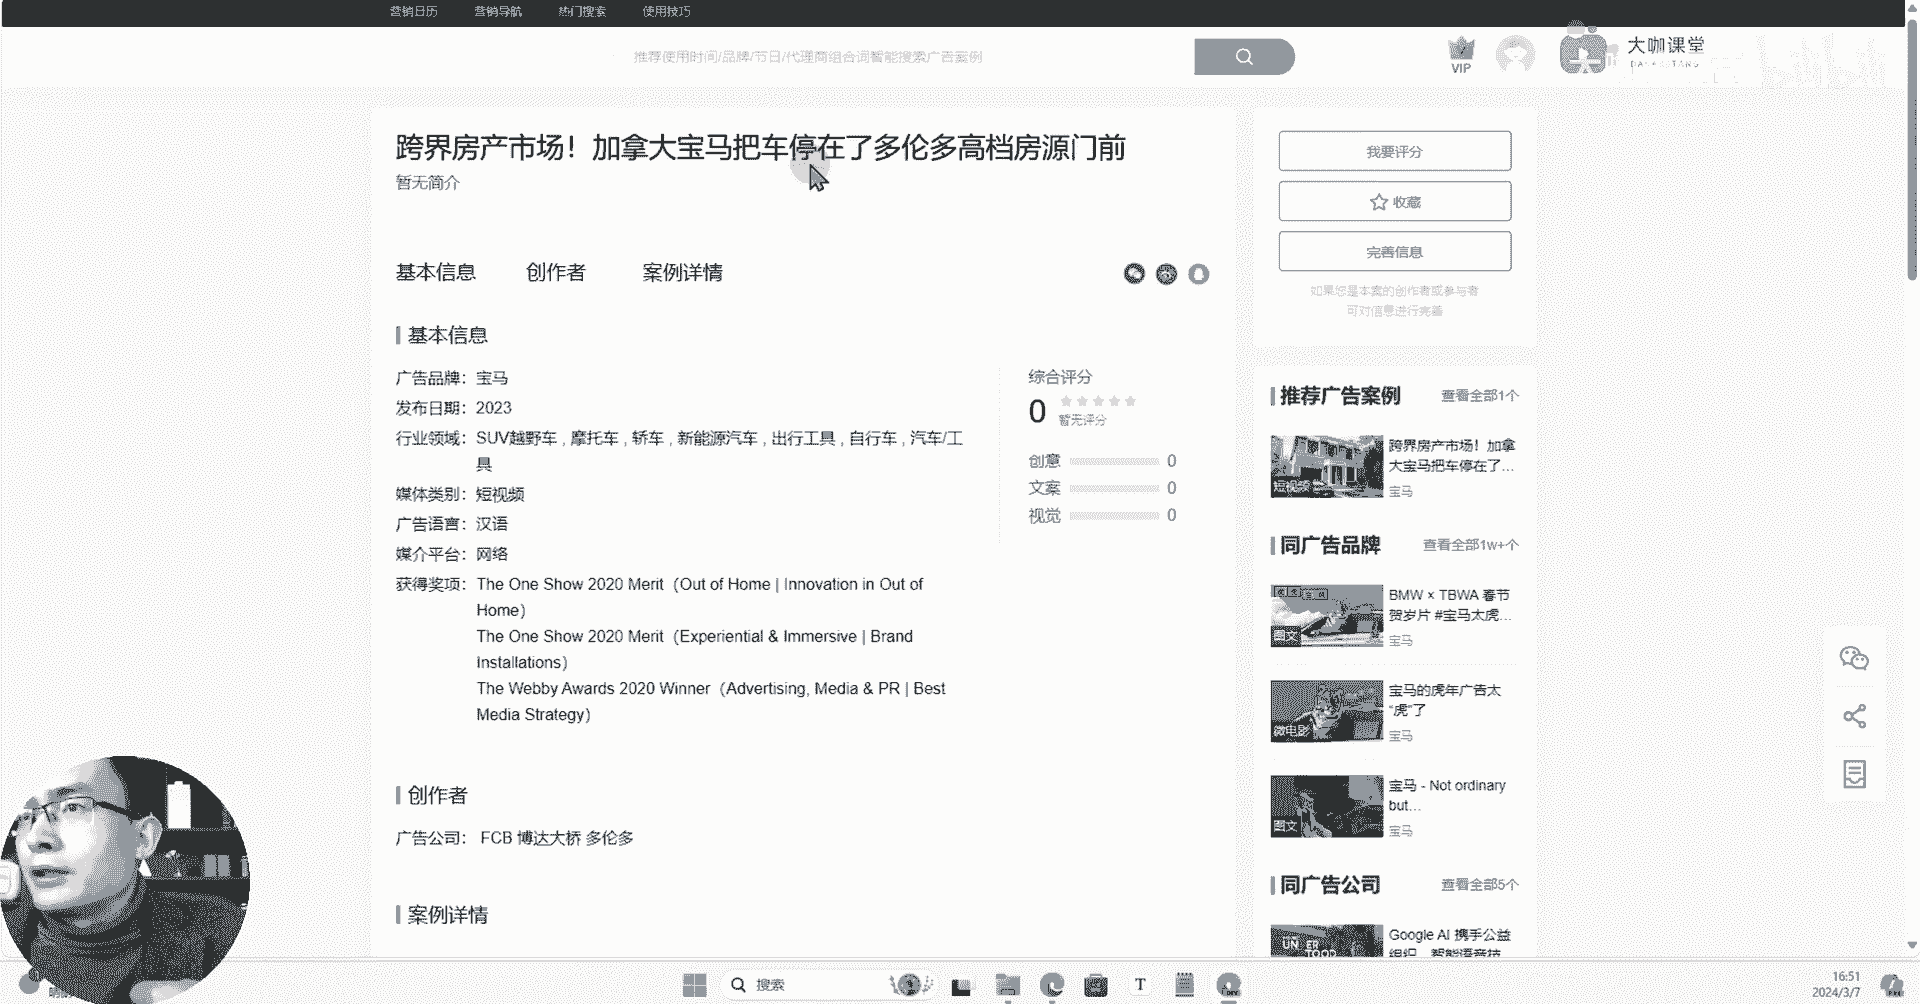 营销日历 营销导航 热门搜索 使用技巧
推荐使用时间/品牌/节日/代理商组合词智能搜索广告案例
VIP
大咖课堂
跨界房产市场！加拿大宝马把车停在了多伦多高档房源门前
暂无简介
基本信息 创作者 案例详情
基本信息
广告品牌：宝马
发布日期：2023
行业领域：SUV越野车 , 摩托车 , 轿车 , 新能源汽车 , 出行工具 , 自行车 , 汽车/工
具
媒体类别：短视频
广告语言：汉语
媒介平台：网络
获得奖项：The One Show 2020 Merit（Out of Home | Innovation in Out of
Home）
The One Show 2020 Merit（Experiential & Immersive | Brand
Installations）
The Webby Awards 2020 Winner（Advertising, Media & PR | Best
Media Strategy）
综合评分
0
暂无评分
创意 0
文案 0
视觉 0
创作者
广告公司： FCB 博达大桥 多伦多
案例详情
我要评分
收藏
完善信息
如果您是本案的创作者或参与者
可对信息进行完善
推荐广告案例 查看全部1个
跨界房产市场！加拿
大宝马把车停在了...
宝马
短视频
同广告品牌 查看全部1w+个
BMW × TBWA 春节
贺岁片 #宝马太虎...
宝马
图文
宝马的虎年广告太
“虎”了
宝马
微电影
宝马 - Not ordinary
but...
宝马
图文
同广告公司 查看全部5个
Google AI 携手公益
组织，智能语音技
搜索
T
DEV
16:51
2024/3/7